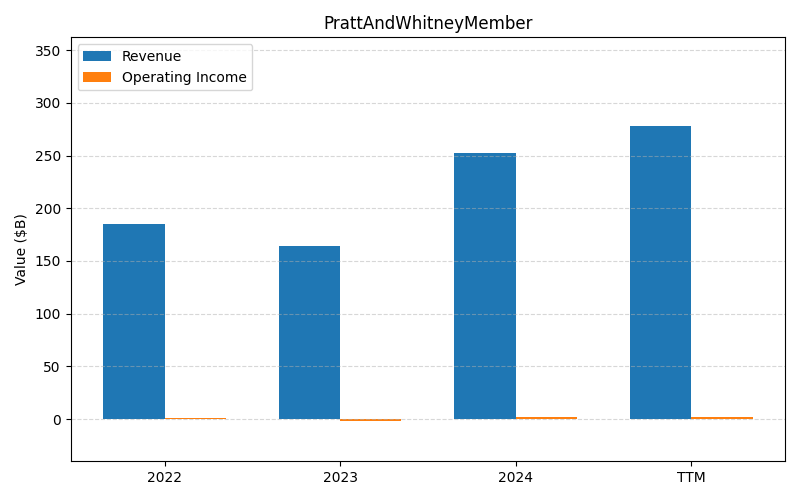 PrattAndWhitneyMember
Revenue
Operating Income
Value ($B)
350
300
250
200
150
100
50
0
2022
2023
2024
TTM